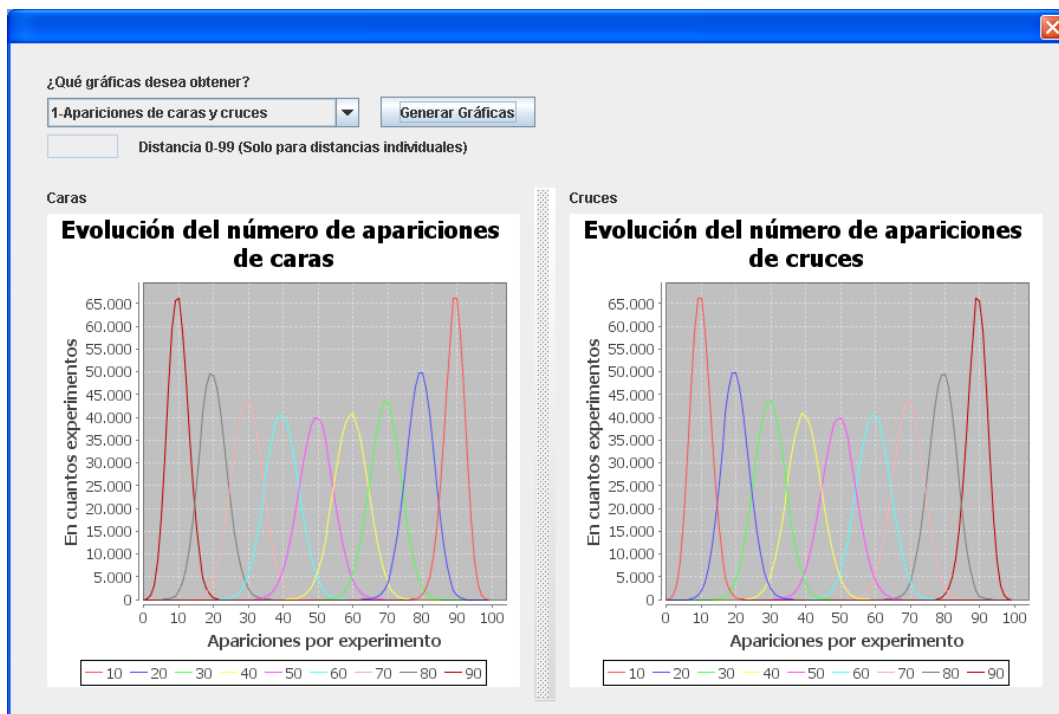 ¿Qué gráficas desea obtener?
1-Apariciones de caras y cruces
Generar Gráficas
Distancia 0-99 (Solo para distancias individuales)
Caras
Evolución del número de apariciones
de caras
En cuantos experimentos
65.000
60.000
55.000
50.000
45.000
40.000
35.000
30.000
25.000
20.000
15.000
10.000
5.000
0
0 10 20 30 40 50 60 70 80 90 100
Apariciones por experimento
10 20 30 40 50 60 70 80 90
Cruces
Evolución del número de apariciones
de cruces
En cuantos experimentos
65.000
60.000
55.000
50.000
45.000
40.000
35.000
30.000
25.000
20.000
15.000
10.000
5.000
0
0 10 20 30 40 50 60 70 80 90 100
Apariciones por experimento
10 20 30 40 50 60 70 80 90